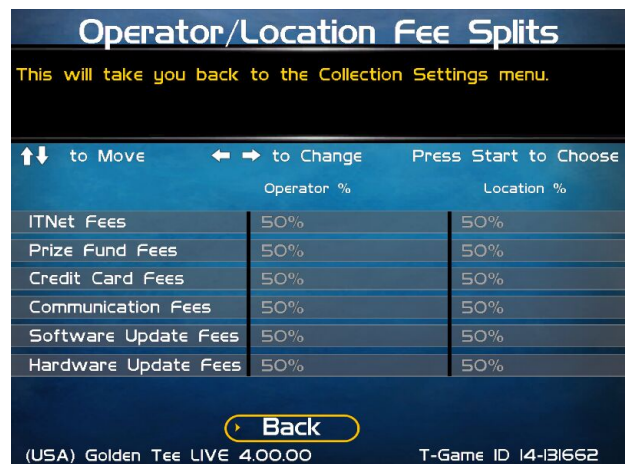 Operator/Location Fee Splits
This will take you back to the Collection Settings menu.
to Move to Change Press Start to Choose
Operator % Location %
ITNet Fees 50% 50%
Prize Fund Fees 50% 50%
Credit Card Fees 50% 50%
Communication Fees 50% 50%
Software Update Fees 50% 50%
Hardware Update Fees 50% 50%
Back
(USA) Golden Tee LIVE 4.00.00 T-Game ID 14-131662